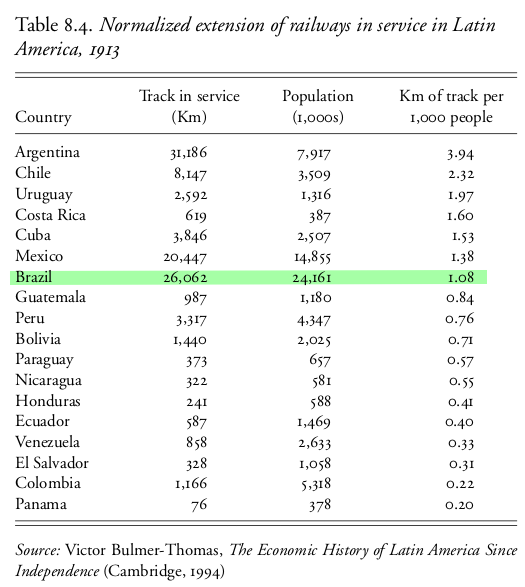 Table 8.4. Normalized extension of railways in service in Latin
America, 1913
Country Track in service (Km) Population (1,000s) Km of track per 1,000 people
Argentina 31,186 7,917 3.94
Chile 8,147 3,509 2.32
Uruguay 2,592 1,316 1.97
Costa Rica 619 387 1.60
Cuba 3,846 2,507 1.53
Mexico 20,447 14,855 1.38
Brazil 26,062 24,161 1.08
Guatemala 987 1,180 0.84
Peru 3,317 4,347 0.76
Bolivia 1,440 2,025 0.71
Paraguay 373 657 0.57
Nicaragua 322 581 0.55
Honduras 241 588 0.41
Ecuador 587 1,469 0.40
Venezuela 858 2,633 0.33
El Salvador 328 1,058 0.31
Colombia 1,166 5,318 0.22
Panama 76 378 0.20
Source: Victor Bulmer-Thomas, The Economic History of Latin America Since
Independence (Cambridge, 1994)